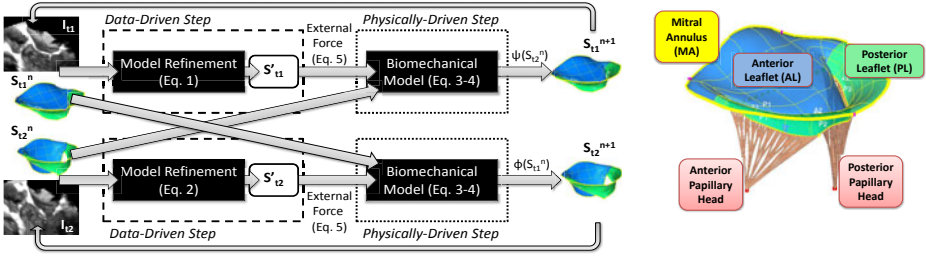 Data-Driven Step
Physically-Driven Step
I_t1
External
Force
(Eq. 5)
S_t1^n
Model Refinement
(Eq. 1)
S'_t1
Biomechanical
Model (Eq. 3-4)
ψ(S_t2^n)
S_t1^n+1
S_t2^n
Model Refinement
(Eq. 2)
S'_t2
Biomechanical
Model (Eq. 3-4)
ϕ(S_t1^n)
S_t2^n+1
I_t2
External
Force
(Eq. 5)
Data-Driven Step
Physically-Driven Step
Mitral
Annulus
(MA)
Anterior
Leaflet (AL)
Posterior
Leaflet (PL)
Anterior
Papillary
Head
Posterior
Papillary
Head